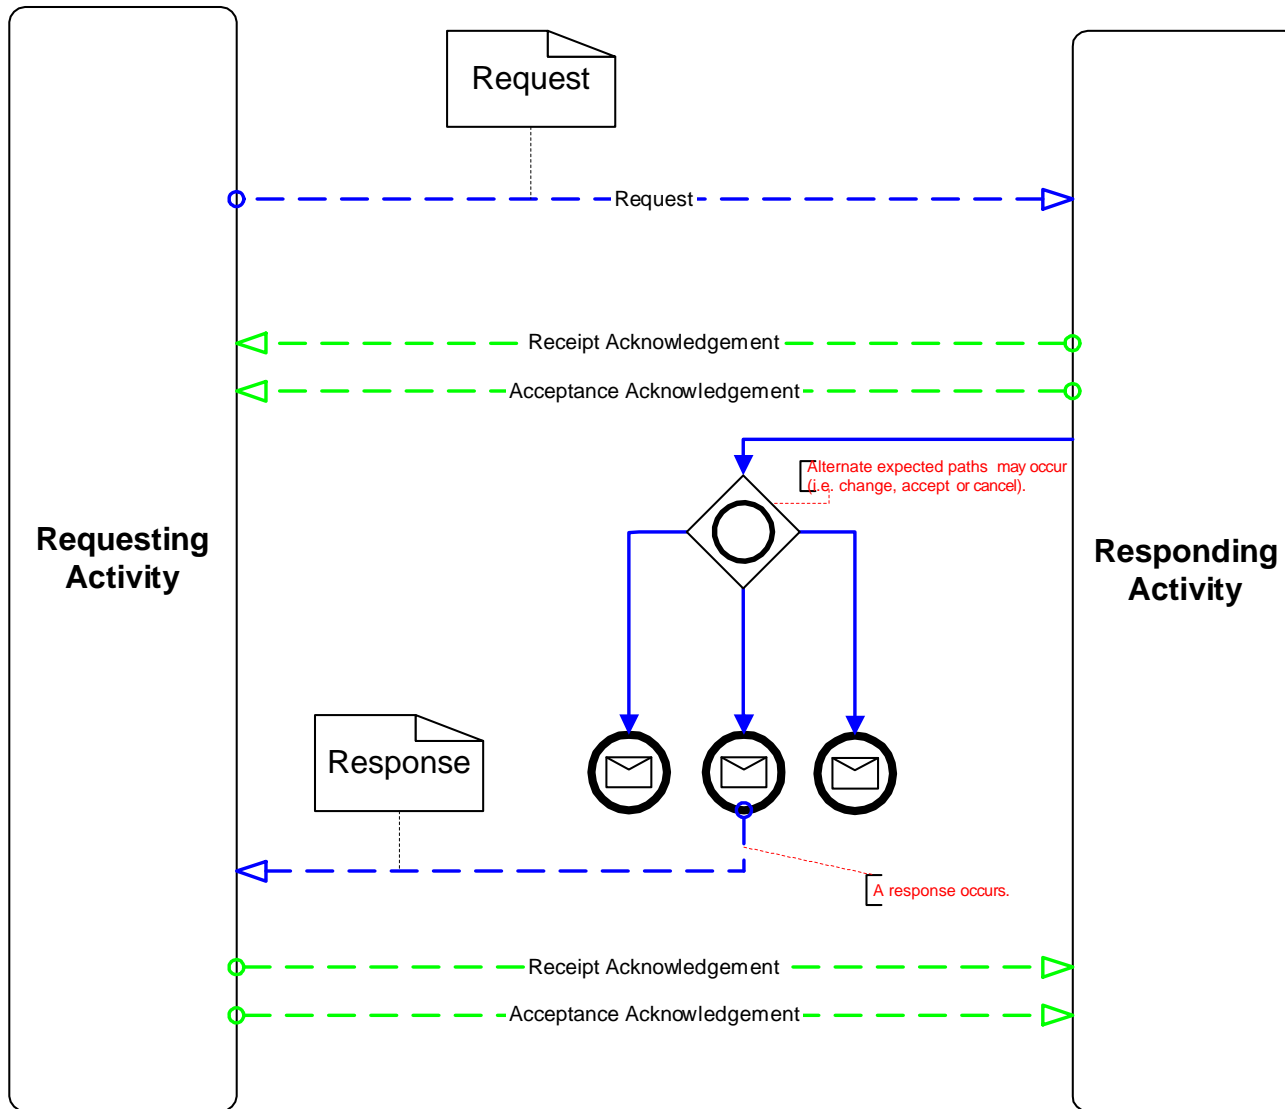 Request
Request
Receipt Acknowledgement
Acceptance Acknowledgement
Alternate expected paths may occur
(i.e. change, accept or cancel).
Requesting
Activity
Responding
Activity
Response
A response occurs.
Receipt Acknowledgement
Acceptance Acknowledgement